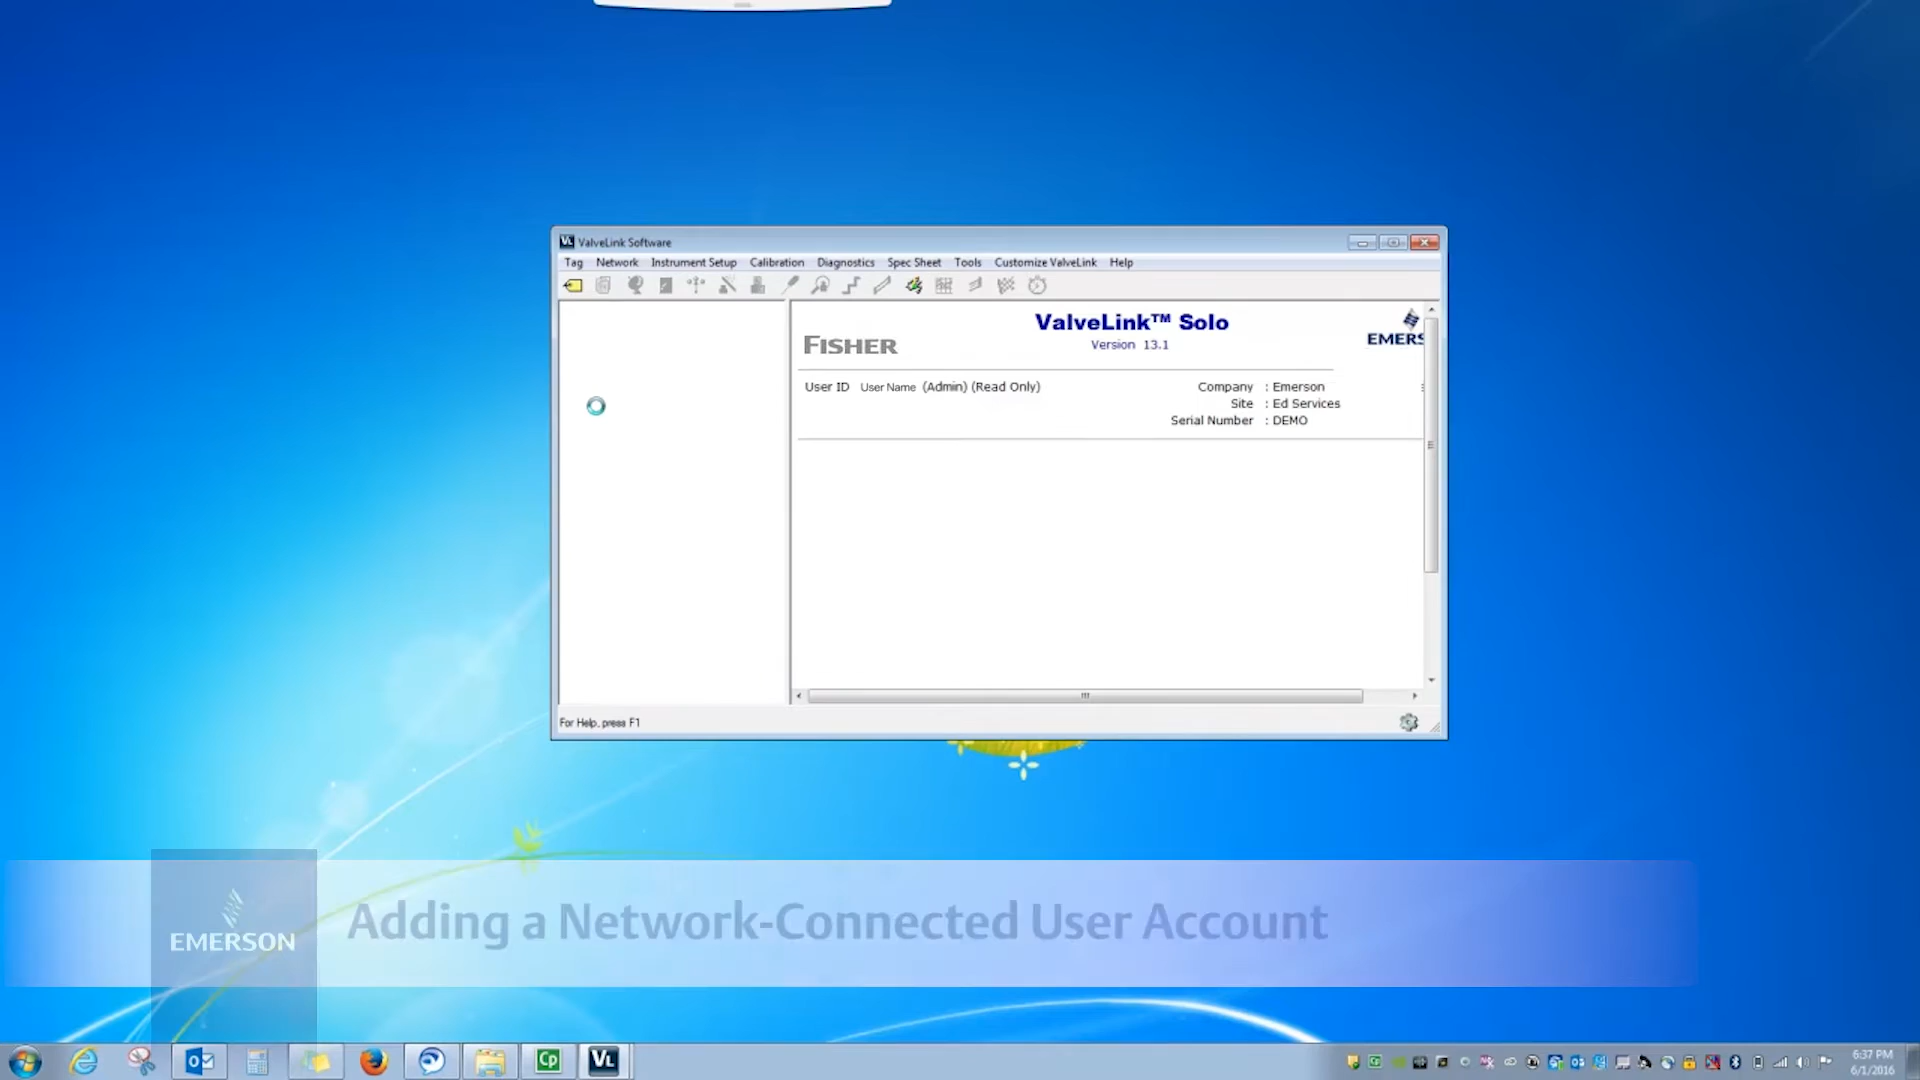 ValveLink Software
Tag Network Instrument Setup Calibration Diagnostics Spec Sheet Tools Customize ValveLink Help
ValveLink™ Solo
Version 13.1
FISHER
EMERS
User ID User Name (Admin) (Read Only)
Company : Emerson
Site : Ed Services
Serial Number : DEMO
For Help, press F1
EMERSON
Adding a Network-Connected User Account
6:37 PM
6/1/2016